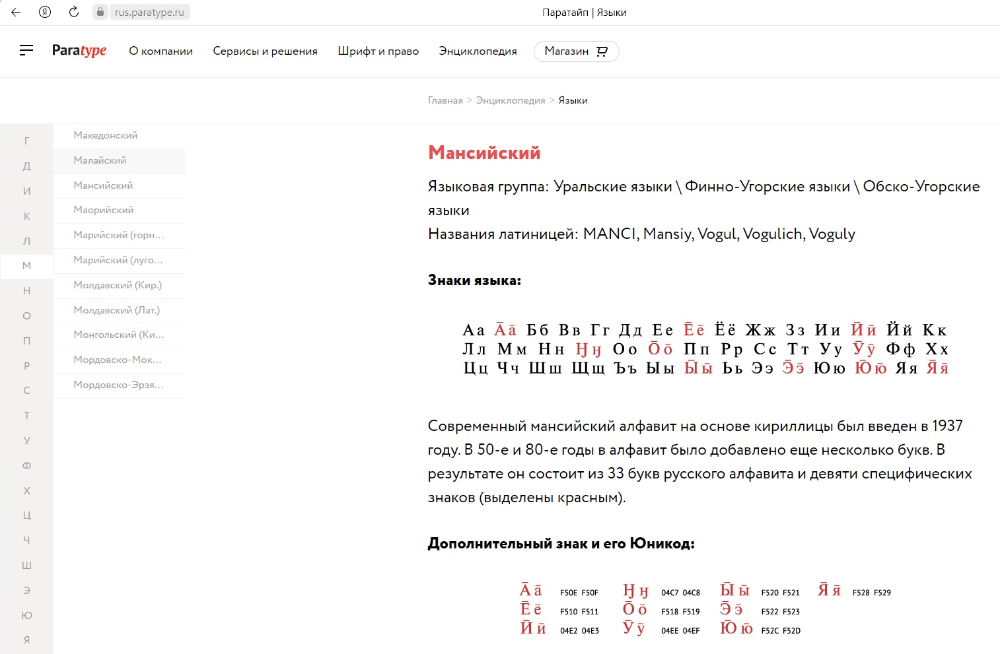 rus.paratype.ru
Паратайп | Языки
Paratype О компании Сервисы и решения Шрифт и право Энциклопедия Магазин
Главная > Энциклопедия > Языки
Г
Д
И
К
Л
М
Н
О
П
Р
С
Т
У
Ф
Х
Ц
Ч
Ш
Э
Ю
Я
Македонский
Малайский
Мансийский
Маорийский
Марийский (горн...
Марийский (луго...
Молдавский (Кир.)
Молдавский (Лат.)
Монгольский (Ки...
Мордовско-Мок...
Мордовско-Эрзя...
Мансийский
Языковая группа: Уральские языки \ Финно-Угорские языки \ Обско-Угорские
языки
Названия латиницей: MANCI, Mansiy, Vogul, Vogulich, Voguly
Знаки языка:
Аа А̄а̄ Бб Вв Гг Дд Ее Е̄е̄ Ёё Жж Зз Ии Ӣӣ Йй Кк
Лл Мм Нн Ӈӈ Оо О̄о̄ Пп Рр Сс Тт Уу Ӯӯ Фф Хх
Цц Чч Шш Щщ Ъъ Ыы Ы̄ы̄ Ьь Ээ Э̄э̄ Юю Ю̄ю̄ Яя Я̄я̄
Современный мансийский алфавит на основе кириллицы был введен в 1937
году. В 50-е и 80-е годы в алфавит было добавлено еще несколько букв. В
результате он состоит из 33 букв русского алфавита и девяти специфических
знаков (выделены красным).
Дополнительный знак и его Юникод:
А̄ а̄ F50E F50F Ӈ ӈ 04C7 04C8 Ы̄ ы̄ F520 F521 Я̄ я̄ F528 F529
Е̄ е̄ F510 F511 О̄ о̄ F518 F519 Э̄ э̄ F522 F523
Ӣ ӣ 04E2 04E3 Ӯ ӯ 04EE 04EF Ю̄ ю̄ F52C F52D